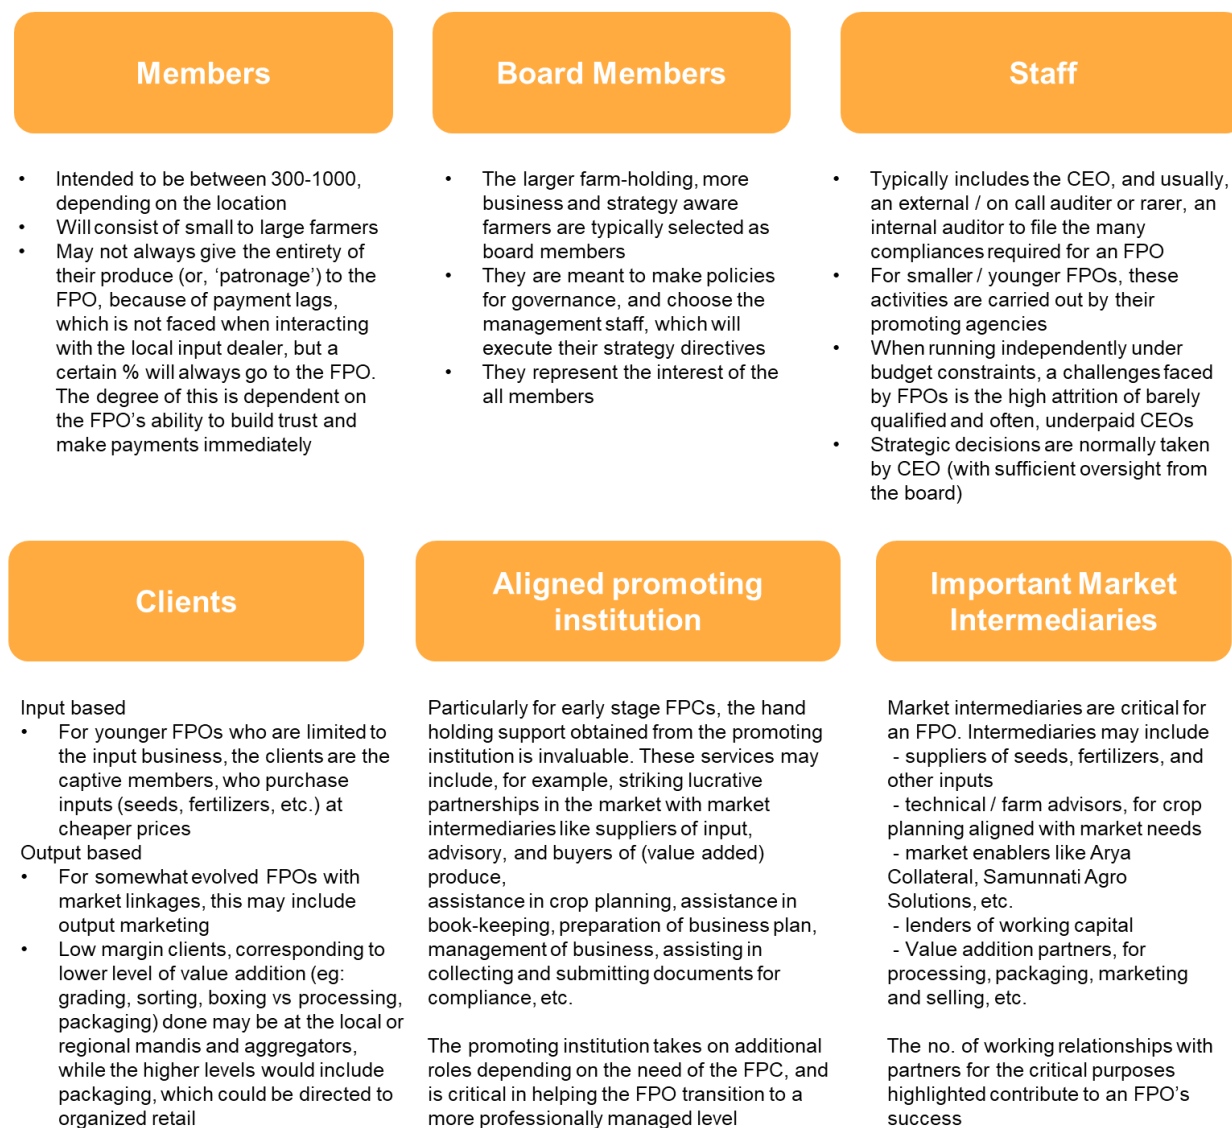 Members
• Intended to be between 300-1000,
depending on the location
• Will consist of small to large farmers
• May not always give the entirety of
their produce (or, ‘patronage’) to the
FPO, because of payment lags,
which is not faced when interacting
with the local input dealer, but a
certain % will always go to the FPO.
The degree of this is dependent on
the FPO’s ability to build trust and
make payments immediately
Board Members
• The larger farm-holding, more
business and strategy aware
farmers are typically selected as
board members
• They are meant to make policies
for governance, and choose the
management staff, which will
execute their strategy directives
• They represent the interest of the
all members
Staff
• Typically includes the CEO, and usually,
an external / on call auditer or rarer, an
internal auditor to file the many
compliances required for an FPO
• For smaller / younger FPOs, these
activities are carried out by their
promoting agencies
• When running independently under
budget constraints, a challenges faced
by FPOs is the high attrition of barely
qualified and often, underpaid CEOs
• Strategic decisions are normally taken
by CEO (with sufficient oversight from
the board)
Clients
Input based
• For younger FPOs who are limited to
the input business, the clients are the
captive members, who purchase
inputs (seeds, fertilizers, etc.) at
cheaper prices
Output based
• For somewhat evolved FPOs with
market linkages, this may include
output marketing
• Low margin clients, corresponding to
lower level of value addition (eg:
grading, sorting, boxing vs processing,
packaging) done may be at the local or
regional mandis and aggregators,
while the higher levels would include
packaging, which could be directed to
organized retail
Aligned promoting
institution
Particularly for early stage FPCs, the hand
holding support obtained from the promoting
institution is invaluable. These services may
include, for example, striking lucrative
partnerships in the market with market
intermediaries like suppliers of input,
advisory, and buyers of (value added)
produce,
assistance in crop planning, assistance in
book-keeping, preparation of business plan,
management of business, assisting in
collecting and submitting documents for
compliance, etc.
The promoting institution takes on additional
roles depending on the need of the FPC, and
is critical in helping the FPO transition to a
more professionally managed level
Important Market
Intermediaries
Market intermediaries are critical for
an FPO. Intermediaries may include
- suppliers of seeds, fertilizers, and
other inputs
- technical / farm advisors, for crop
planning aligned with market needs
- market enablers like Arya
Collateral, Samunnati Agro
Solutions, etc.
- lenders of working capital
- Value addition partners, for
processing, packaging, marketing
and selling, etc.
The no. of working relationships with
partners for the critical purposes
highlighted contribute to an FPO’s
success